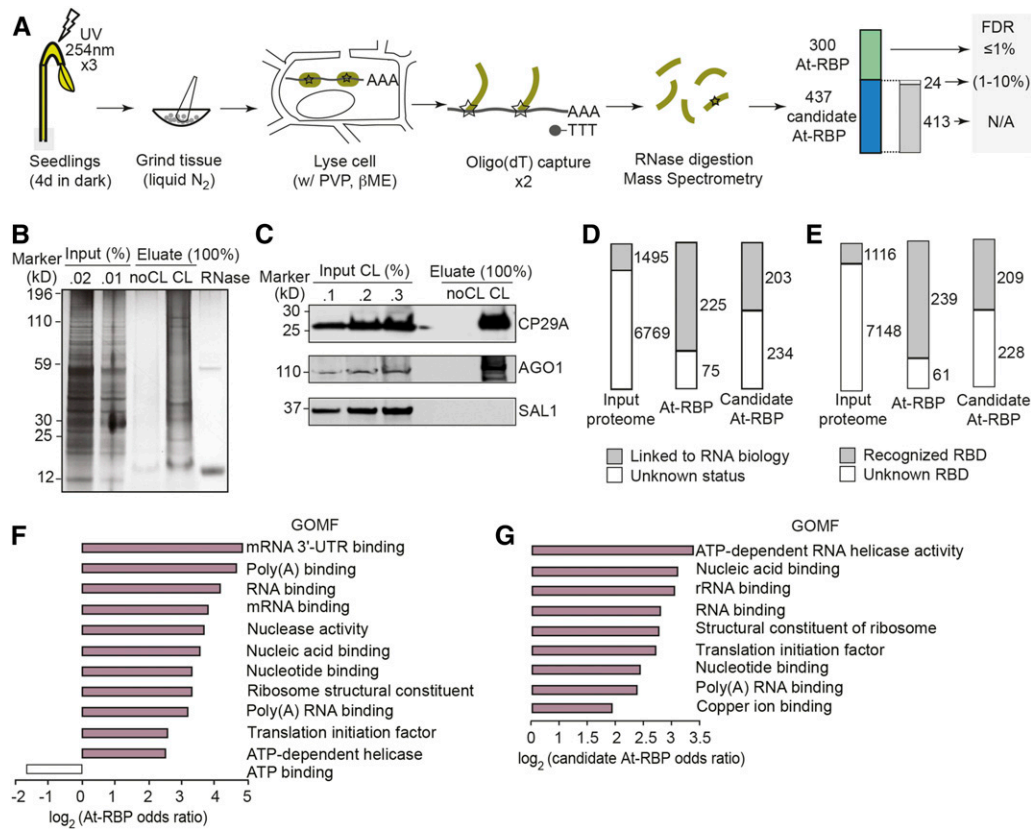 A
UV
254nm
x3
Seedlings
(4d in dark)
Grind tissue
(liquid N2)
AAA
Lyse cell
(w/ PVP, βME)
AAA
-TTT
Oligo(dT) capture
x2
RNase digestion
Mass Spectrometry
300
At-RBP
437
candidate
At-RBP
24
413
FDR
≤1%
(1-10%)
N/A
B
Marker
(kD)
Input (%)
Eluate (100%)
.02 .01 noCL CL RNase
196
110
59
30
25
12
C
Marker
(kD)
Input CL (%)
Eluate (100%)
.1 .2 .3 noCL CL
30
25
CP29A
110
AGO1
37
SAL1
D
1495
6769
225
75
203
234
Input
proteome
At-RBP
Candidate
At-RBP
Linked to RNA biology
Unknown status
E
1116
7148
239
61
209
228
Input
proteome
At-RBP
Candidate
At-RBP
Recognized RBD
Unknown RBD
F
GOMF
mRNA 3'-UTR binding
Poly(A) binding
RNA binding
mRNA binding
Nuclease activity
Nucleic acid binding
Nucleotide binding
Ribosome structural constituent
Poly(A) RNA binding
Translation initiation factor
ATP-dependent helicase
ATP binding
-2 -1 0 1 2 3 4 5
log2 (At-RBP odds ratio)
G
GOMF
ATP-dependent RNA helicase activity
Nucleic acid binding
rRNA binding
RNA binding
Structural constituent of ribosome
Translation initiation factor
Nucleotide binding
Poly(A) RNA binding
Copper ion binding
0 0.5 1 1.5 2 2.5 3 3.5
log2 (candidate At-RBP odds ratio)